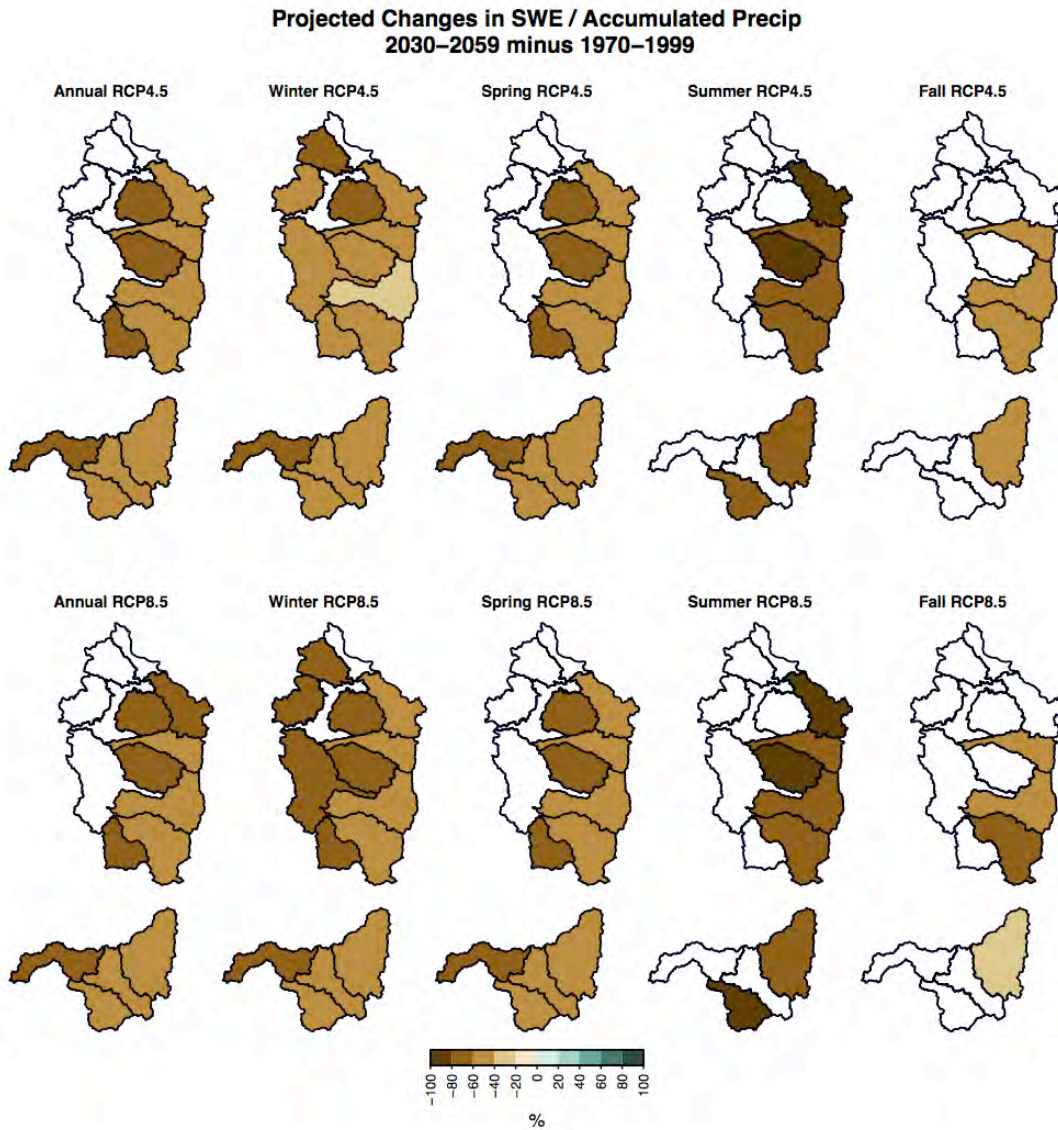 Projected Changes in SWE / Accumulated Precip
2030–2059 minus 1970–1999
Annual RCP4.5
Winter RCP4.5
Spring RCP4.5
Summer RCP4.5
Fall RCP4.5
Annual RCP8.5
Winter RCP8.5
Spring RCP8.5
Summer RCP8.5
Fall RCP8.5
−100
−80
−60
−40
−20
0
20
40
60
80
100
%